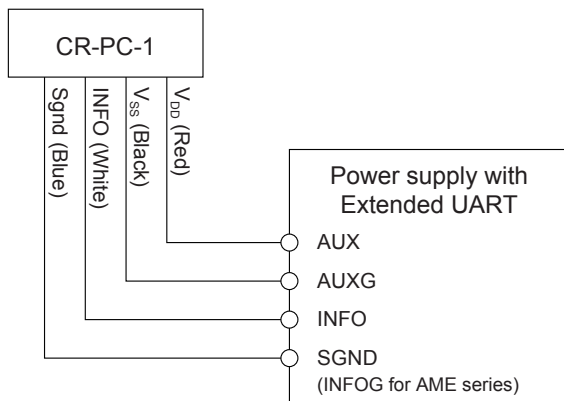 CR-PC-1
Sgnd (Blue)
INFO (White)
VSS (Black)
VDD (Red)
Power supply with
Extended UART
AUX
AUXG
INFO
SGND
(INFOG for AME series)